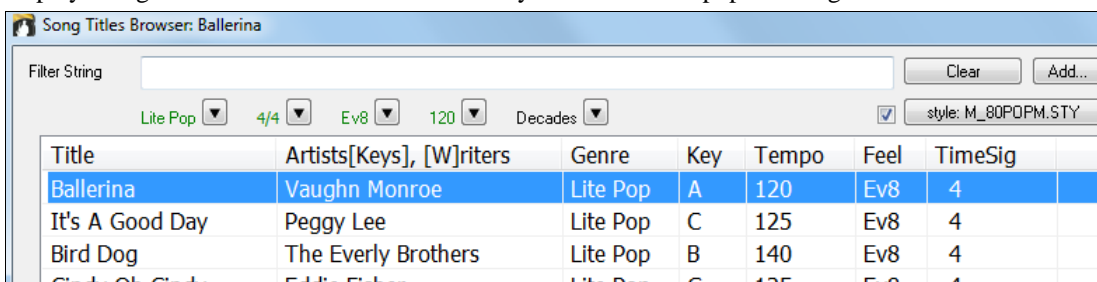 Song Titles Browser: Ballerina
Filter String Clear Add...
Lite Pop 4/4 Ev8 120 Decades style: M_80POPM.STY
Title Artists[Keys], [W]riters Genre Key Tempo Feel TimeSig
Ballerina Vaughn Monroe Lite Pop A 120 Ev8 4
It's A Good Day Peggy Lee Lite Pop C 125 Ev8 4
Bird Dog The Everly Brothers Lite Pop B 140 Ev8 4